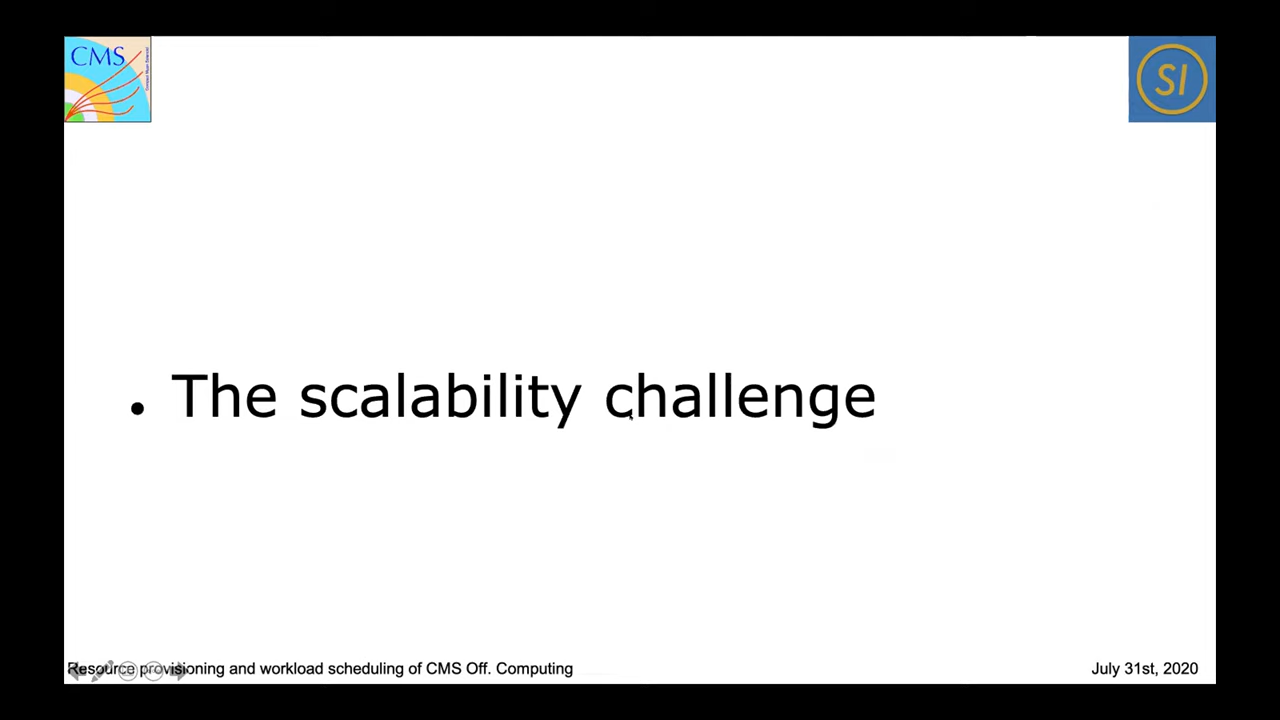 CMS
SI
• The scalability challenge
Resource provisioning and workload scheduling of CMS Off. Computing
July 31st, 2020